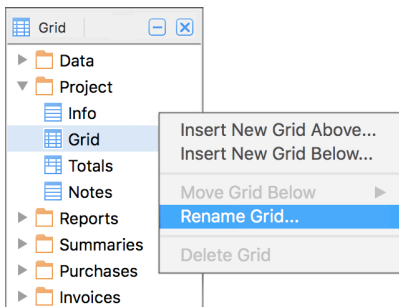 Grid
Data
Project
Info
Grid
Totals
Notes
Reports
Summaries
Purchases
Invoices
Insert New Grid Above...
Insert New Grid Below...
Move Grid Below
Rename Grid...
Delete Grid